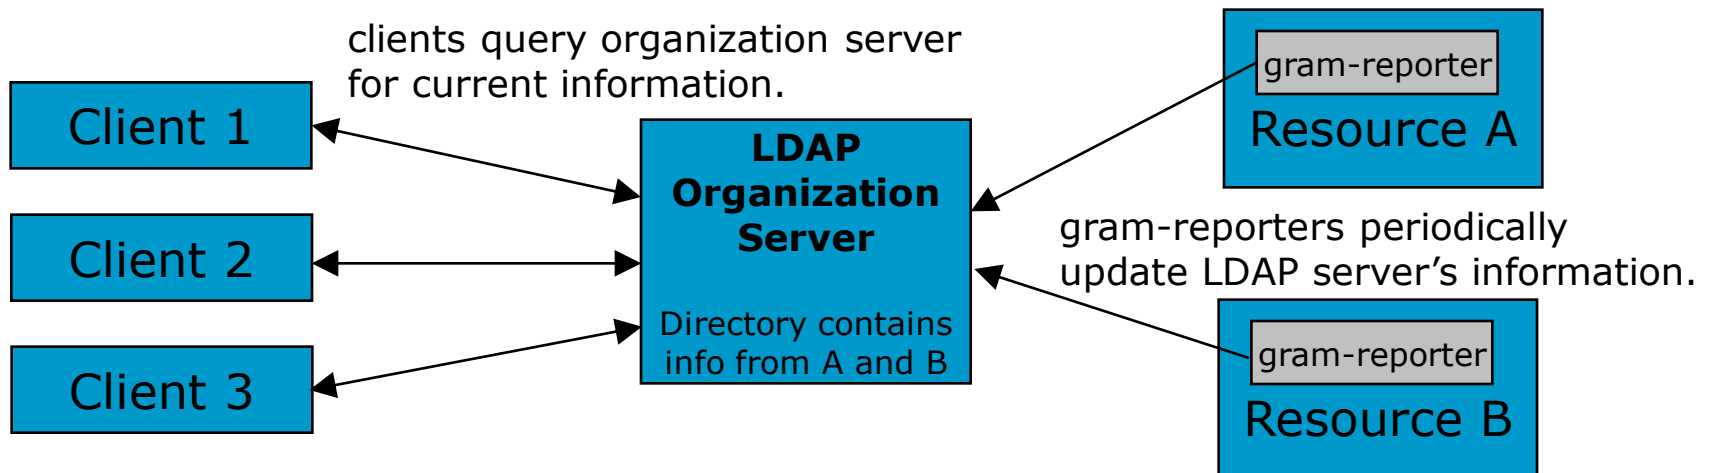 clients query organization server
for current information.
Client 1
Client 2
Client 3
LDAP
Organization
Server
Directory contains
info from A and B
gram-reporter
Resource A
gram-reporters periodically
update LDAP server’s information.
gram-reporter
Resource B